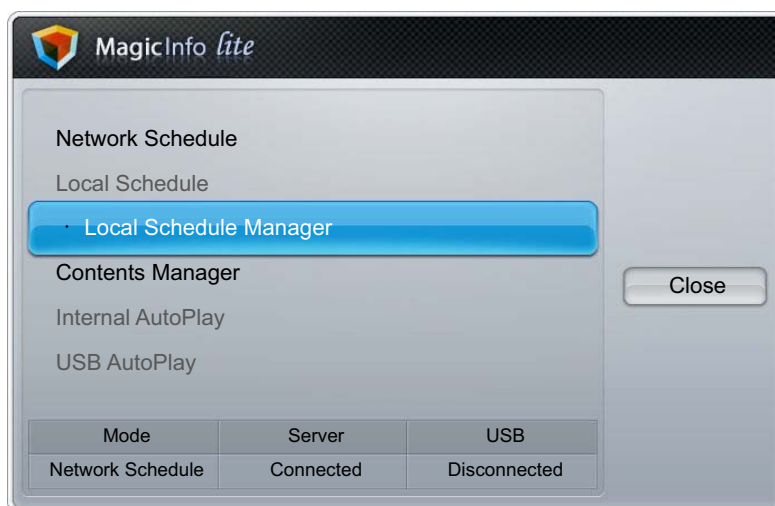 MagicInfo lite
Network Schedule
Local Schedule
· Local Schedule Manager
Contents Manager
Internal AutoPlay
USB AutoPlay
Close
Mode Server USB
Network Schedule Connected Disconnected